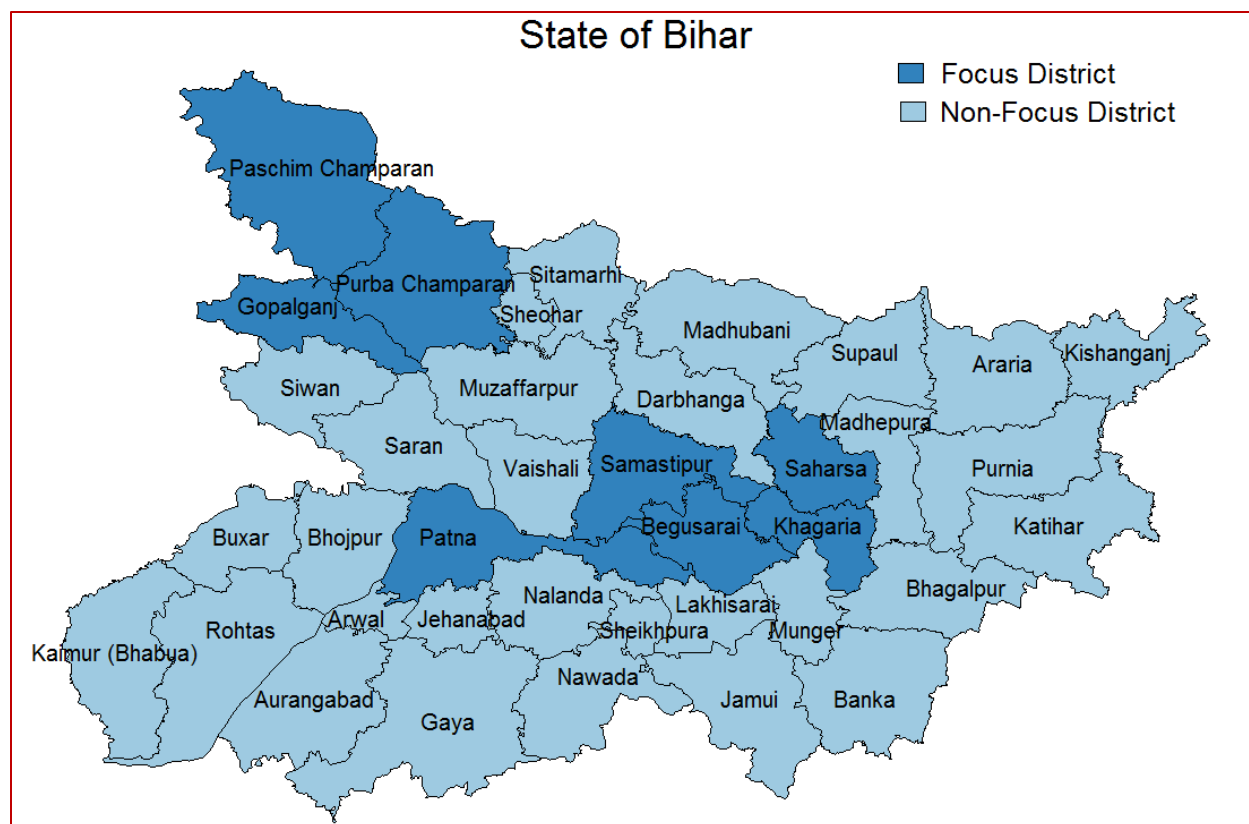 State of Bihar
Focus District
Non-Focus District
Paschim Champaran
Purba Champaran
Gopalganj
Sitamarhi
Sheohar
Madhubani
Supaul
Araria
Kishanganj
Siwan
Muzaffarpur
Darbhanga
Madhepura
Saran
Vaishali
Samastipur
Saharsa
Purnia
Buxar
Bhojpur
Patna
Begusarai
Khagaria
Katihar
Bhagalpur
Kaimur (Bhabua)
Rohtas
Arwal
Jehanabad
Nalanda
Lakhisarai
Sheikhpura
Munger
Aurangabad
Gaya
Nawada
Jamui
Banka